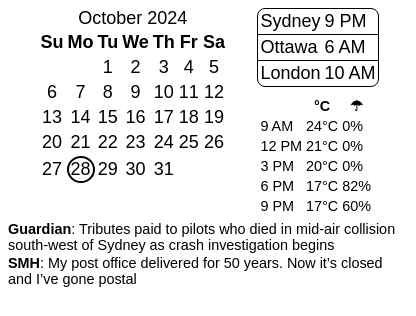 October 2024
Su Mo Tu We Th Fr Sa
1 2 3 4 5
6 7 8 9 10 11 12
13 14 15 16 17 18 19
20 21 22 23 24 25 26
27 28 29 30 31
Sydney 9 PM
Ottawa 6 AM
London 10 AM
°C ☂
9 AM 24°C 0%
12 PM 21°C 0%
3 PM 20°C 0%
6 PM 17°C 82%
9 PM 17°C 60%
Guardian: Tributes paid to pilots who died in mid-air collision
south-west of Sydney as crash investigation begins
SMH: My post office delivered for 50 years. Now it’s closed
and I’ve gone postal